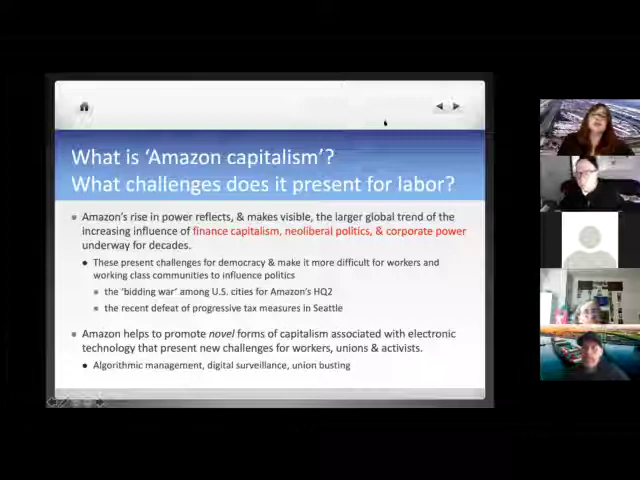 What is ‘Amazon capitalism’?
What challenges does it present for labor?
Amazon’s rise in power reflects, & makes visible, the larger global trend of the
increasing influence of finance capitalism, neoliberal politics, & corporate power
underway for decades.
These present challenges for democracy & make it more difficult for workers and
working class communities to influence politics
the ‘bidding war’ among U.S. cities for Amazon’s HQ2
the recent defeat of progressive tax measures in Seattle
Amazon helps to promote novel forms of capitalism associated with electronic
technology that present new challenges for workers, unions & activists.
Algorithmic management, digital surveillance, union busting